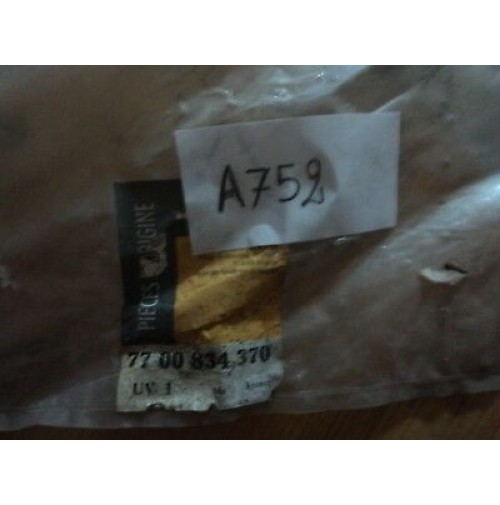 A752
PIECES ORIGINE
77 00 834 370
UV. 1